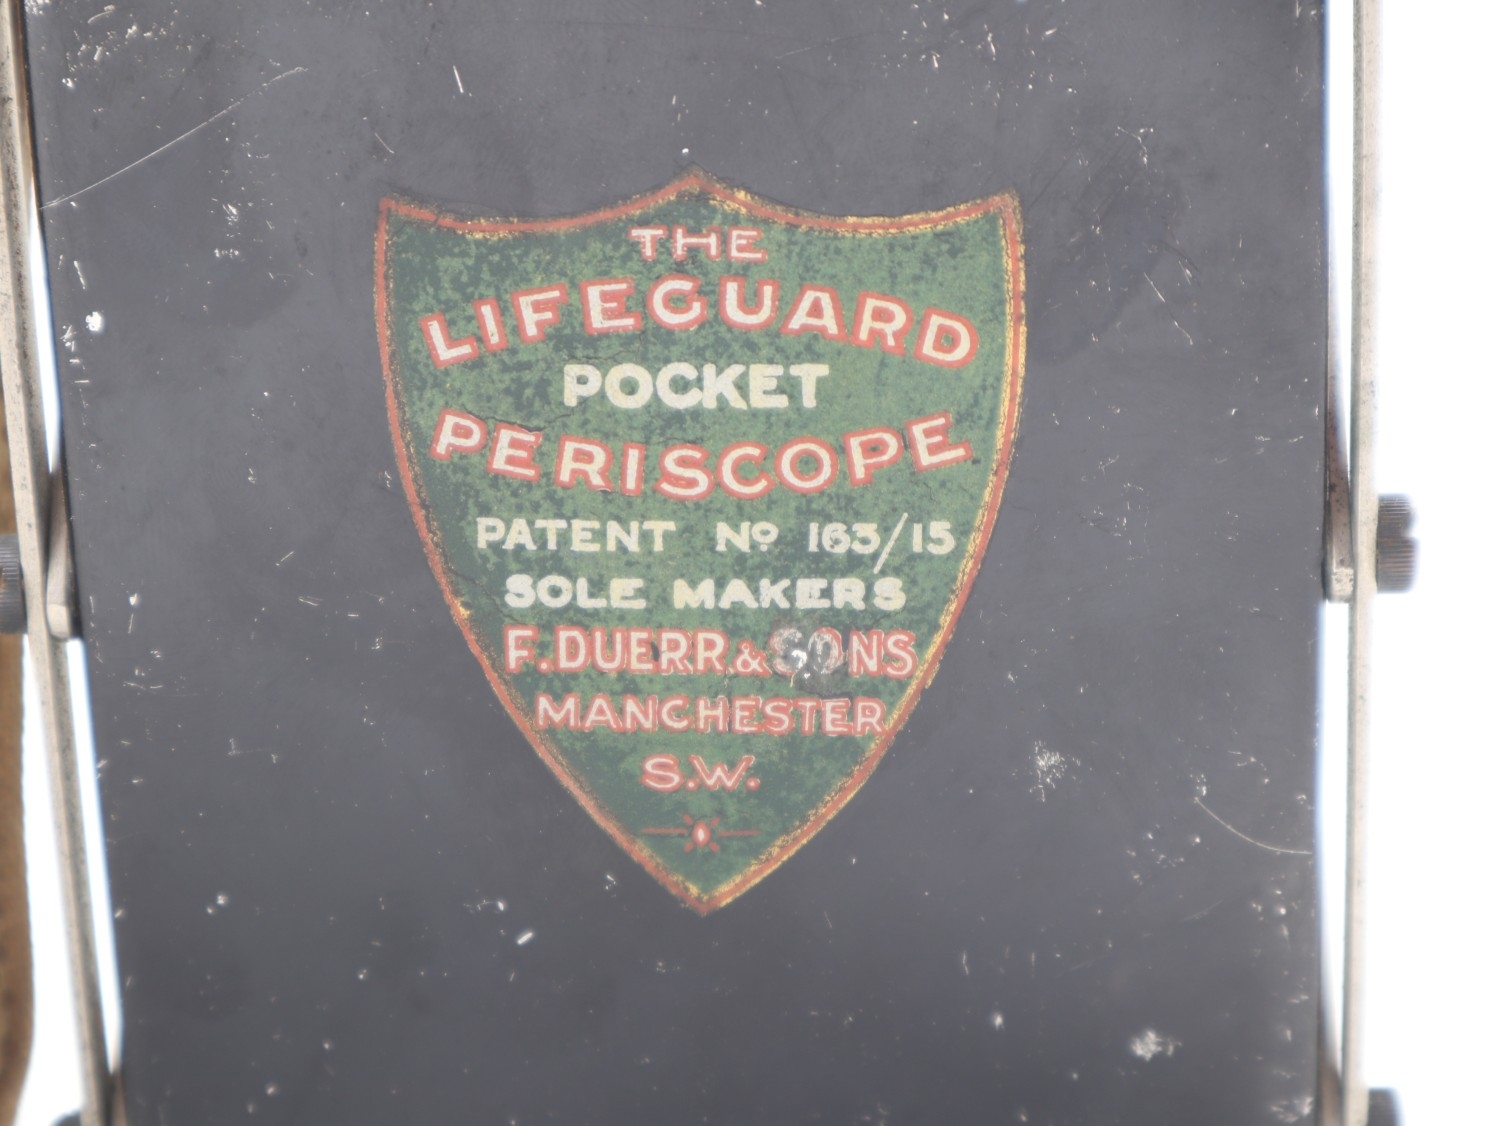 THE
LIFEGUARD
POCKET
PERISCOPE
PATENT Nº 163/15
SOLE MAKERS
F. DUERR & SONS
MANCHESTER
S.W.